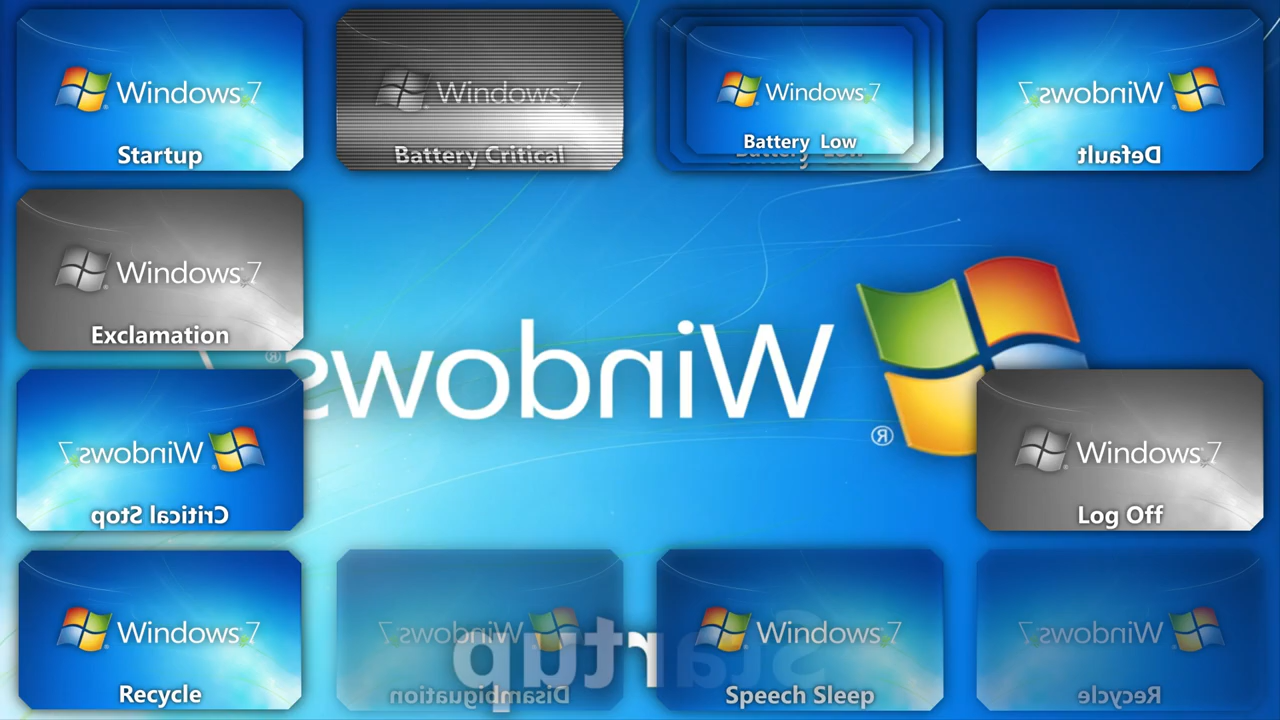 Windows 7
Startup
Windows 7
Battery Critical
Windows 7
Battery Low
Battery Low
Windows 7
Default
Windows 7
Exclamation
Windows
®
®
Windows 7
Critical Stop
Windows 7
Log Off
Windows 7
Recycle
Windows 7
Disambiguation
Startup
Windows 7
Speech Sleep
Windows 7
Recycle